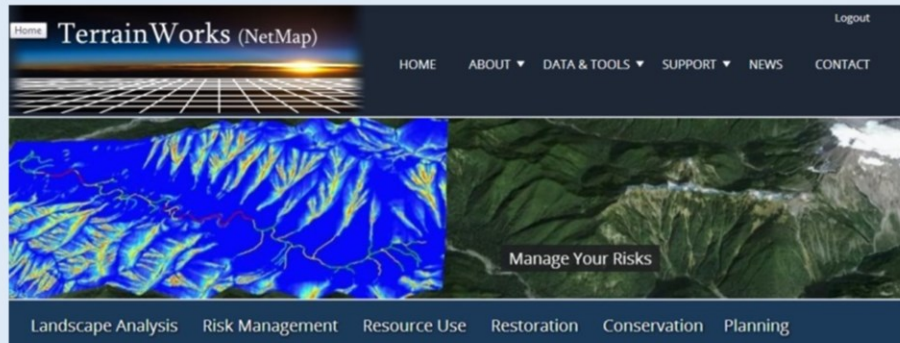 Logout
Home
TerrainWorks (NetMap)
HOME ABOUT ▼ DATA & TOOLS ▼ SUPPORT ▼ NEWS CONTACT
Manage Your Risks
Landscape Analysis Risk Management Resource Use Restoration Conservation Planning